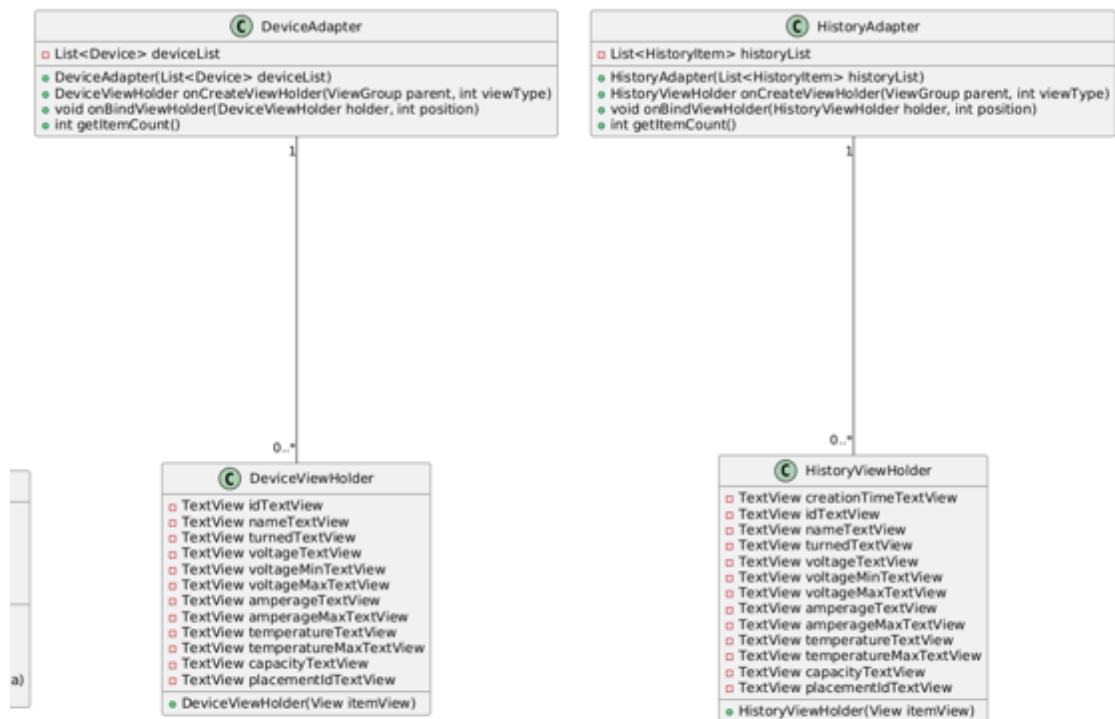 C DeviceAdapter
List<Device> deviceList
DeviceAdapter(List<Device> deviceList)
DeviceViewHolder onCreateViewHolder(ViewGroup parent, int viewType)
void onBindViewHolder(DeviceViewHolder holder, int position)
int getItemCount()
C HistoryAdapter
List<HistoryItem> historyList
HistoryAdapter(List<HistoryItem> historyList)
HistoryViewHolder onCreateViewHolder(ViewGroup parent, int viewType)
void onBindViewHolder(HistoryViewHolder holder, int position)
int getItemCount()
1
1
0..*
0..*
a)
C DeviceViewHolder
TextView idTextView
TextView nameTextView
TextView turnedTextView
TextView voltageTextView
TextView voltageMinTextView
TextView voltageMaxTextView
TextView amperageTextView
TextView amperageMaxTextView
TextView temperatureTextView
TextView temperatureMaxTextView
TextView capacityTextView
TextView placementIdTextView
DeviceViewHolder(View itemView)
C HistoryViewHolder
TextView creationTimeTextView
TextView idTextView
TextView nameTextView
TextView turnedTextView
TextView voltageTextView
TextView voltageMinTextView
TextView voltageMaxTextView
TextView amperageTextView
TextView amperageMaxTextView
TextView temperatureTextView
TextView temperatureMaxTextView
TextView capacityTextView
TextView placementIdTextView
HistoryViewHolder(View itemView)